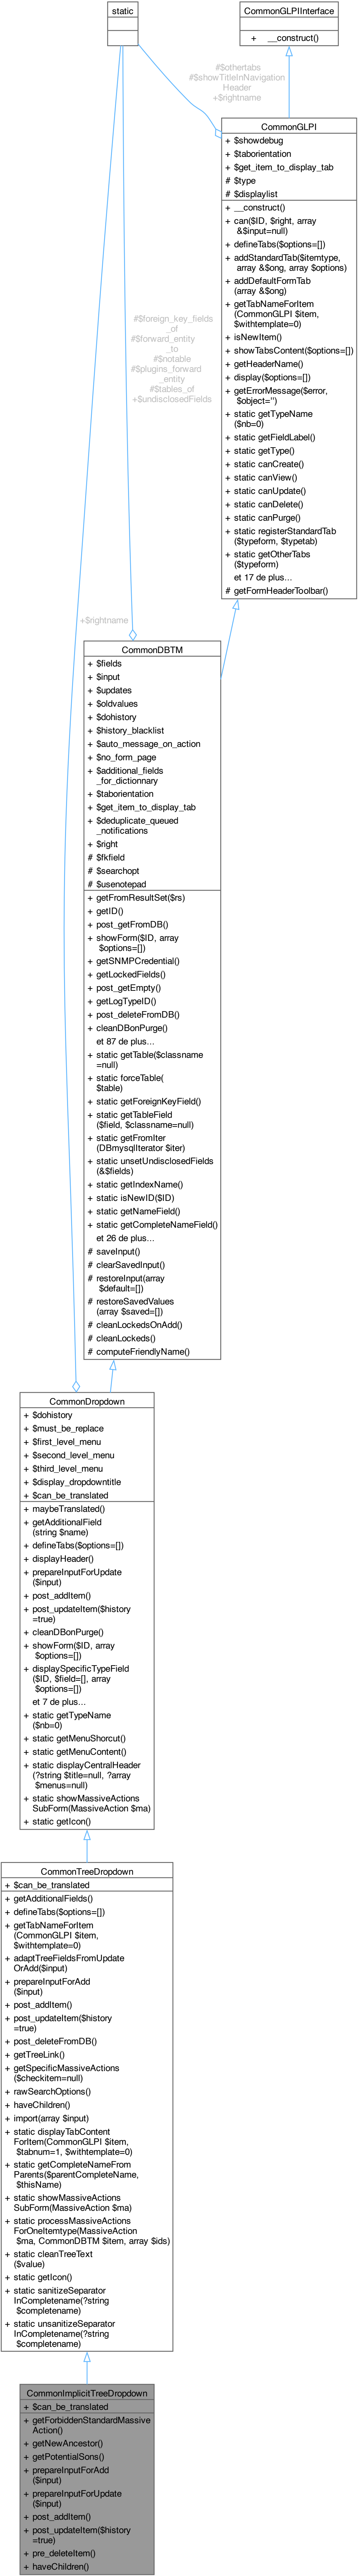 static
CommonGLPIInterface
+ __construct()
#$othertabs
#$showTitleInNavigation
Header
+$rightname
CommonGLPI
+ $showdebug
+ $taborientation
+ $get_item_to_display_tab
# $type
# $displaylist
+ __construct()
+ can($ID, $right, array
&$input=null)
+ defineTabs($options=[])
+ addStandardTab($itemtype,
array &$ong, array $options)
+ addDefaultFormTab
(array &$ong)
+ getTabNameForItem
(CommonGLPI $item,
$withtemplate=0)
+ isNewItem()
+ showTabsContent($options=[])
+ getHeaderName()
+ display($options=[])
+ getErrorMessage($error,
$object='')
+ static getTypeName
($nb=0)
+ static getFieldLabel()
+ static getType()
+ static canCreate()
+ static canView()
+ static canUpdate()
+ static canDelete()
+ static canPurge()
+ static registerStandardTab
($typeform, $typetab)
+ static getOtherTabs
($typeform)
et 17 de plus...
# getFormHeaderToolbar()
#$foreign_key_fields
_of
#$forward_entity
_to
#$notable
#$plugins_forward
_entity
#$tables_of
+$undisclosedFields
+$rightname
CommonDBTM
+ $fields
+ $input
+ $updates
+ $oldvalues
+ $dohistory
+ $history_blacklist
+ $auto_message_on_action
+ $no_form_page
+ $additional_fields
_for_dictionnary
+ $taborientation
+ $get_item_to_display_tab
+ $deduplicate_queued
_notifications
+ $right
# $fkfield
# $searchopt
# $usenotepad
+ getFromResultSet($rs)
+ getID()
+ post_getFromDB()
+ showForm($ID, array
$options=[])
+ getSNMPCredential()
+ getLockedFields()
+ post_getEmpty()
+ getLogTypeID()
+ post_deleteFromDB()
+ cleanDBonPurge()
et 87 de plus...
+ static getTable($classname
=null)
+ static forceTable(
$table)
+ static getForeignKeyField()
+ static getTableField
($field, $classname=null)
+ static getFromIter
(DBmysqlIterator $iter)
+ static unsetUndisclosedFields
(&$fields)
+ static getIndexName()
+ static isNewID($ID)
+ static getNameField()
+ static getCompleteNameField()
et 26 de plus...
# saveInput()
# clearSavedInput()
# restoreInput(array
$default=[])
# restoreSavedValues
(array $saved=[])
# cleanLockedsOnAdd()
# cleanLockeds()
# computeFriendlyName()
CommonDropdown
+ $dohistory
+ $must_be_replace
+ $first_level_menu
+ $second_level_menu
+ $third_level_menu
+ $display_dropdowntitle
+ $can_be_translated
+ maybeTranslated()
+ getAdditionalField
(string $name)
+ defineTabs($options=[])
+ displayHeader()
+ prepareInputForUpdate
($input)
+ post_addItem()
+ post_updateItem($history
=true)
+ cleanDBonPurge()
+ showForm($ID, array
$options=[])
+ displaySpecificTypeField
($ID, $field=[], array
$options=[])
et 7 de plus...
+ static getTypeName
($nb=0)
+ static getMenuShorcut()
+ static getMenuContent()
+ static displayCentralHeader
(?string $title=null, ?array
$menus=null)
+ static showMassiveActions
SubForm(MassiveAction $ma)
+ static getIcon()
CommonTreeDropdown
+ $can_be_translated
+ getAdditionalFields()
+ defineTabs($options=[])
+ getTabNameForItem
(CommonGLPI $item,
$withtemplate=0)
+ adaptTreeFieldsFromUpdate
OrAdd($input)
+ prepareInputForAdd
($input)
+ post_addItem()
+ post_updateItem($history
=true)
+ post_deleteFromDB()
+ getTreeLink()
+ getSpecificMassiveActions
($checkitem=null)
+ rawSearchOptions()
+ haveChildren()
+ import(array $input)
+ static displayTabContent
ForItem(CommonGLPI $item,
$tabnum=1, $withtemplate=0)
+ static getCompleteNameFrom
Parents($parentCompleteName,
$thisName)
+ static showMassiveActions
SubForm(MassiveAction $ma)
+ static processMassiveActions
ForOneItemtype(MassiveAction
$ma, CommonDBTM $item, array $ids)
+ static cleanTreeText
($value)
+ static getIcon()
+ static sanitizeSeparator
InCompletename(?string
$completename)
+ static unsanitizeSeparator
InCompletename(?string
$completename)
CommonImplicitTreeDropdown
+ $can_be_translated
+ getForbiddenStandardMassive
Action()
+ getNewAncestor()
+ getPotentialSons()
+ prepareInputForAdd
($input)
+ prepareInputForUpdate
($input)
+ post_addItem()
+ post_updateItem($history
=true)
+ pre_deleteItem()
+ haveChildren()